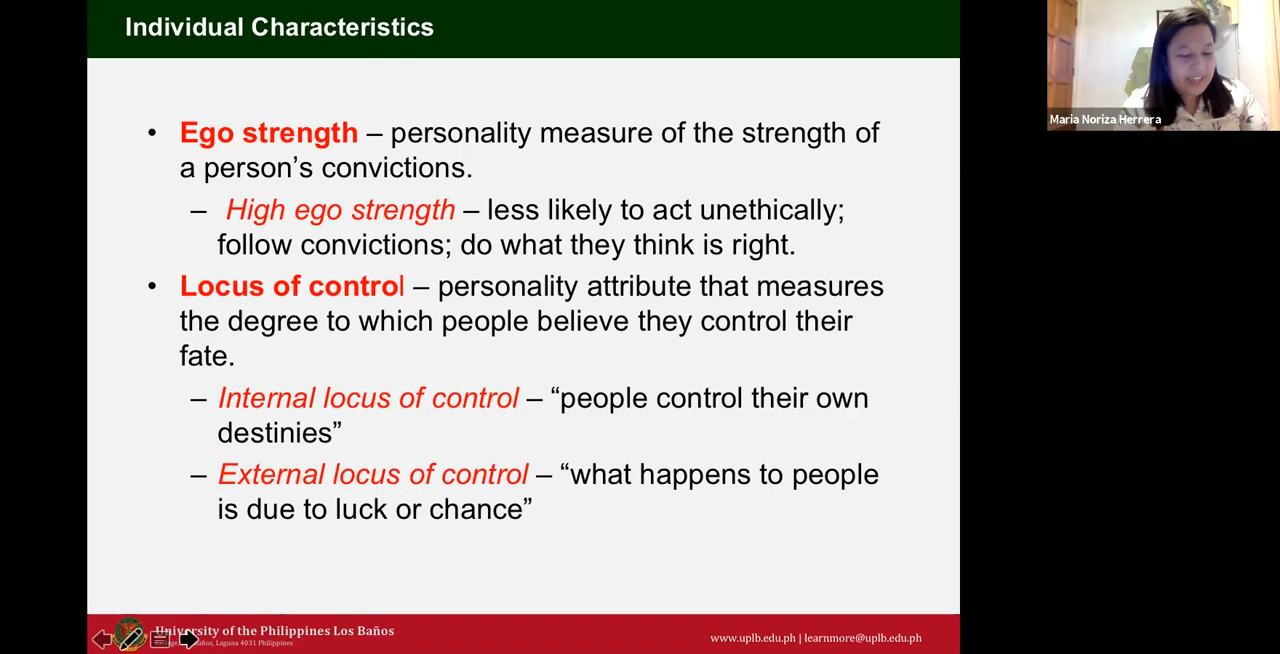 Individual Characteristics
• Ego strength – personality measure of the strength of
a person’s convictions.
– High ego strength – less likely to act unethically;
follow convictions; do what they think is right.
• Locus of control – personality attribute that measures
the degree to which people believe they control their
fate.
– Internal locus of control – “people control their own
destinies”
– External locus of control – “what happens to people
is due to luck or chance”
University of the Philippines Los Baños
Laguna 4031 Philippines
www.uplb.edu.ph | learnmore@uplb.edu.ph
Maria Noriza Herrera